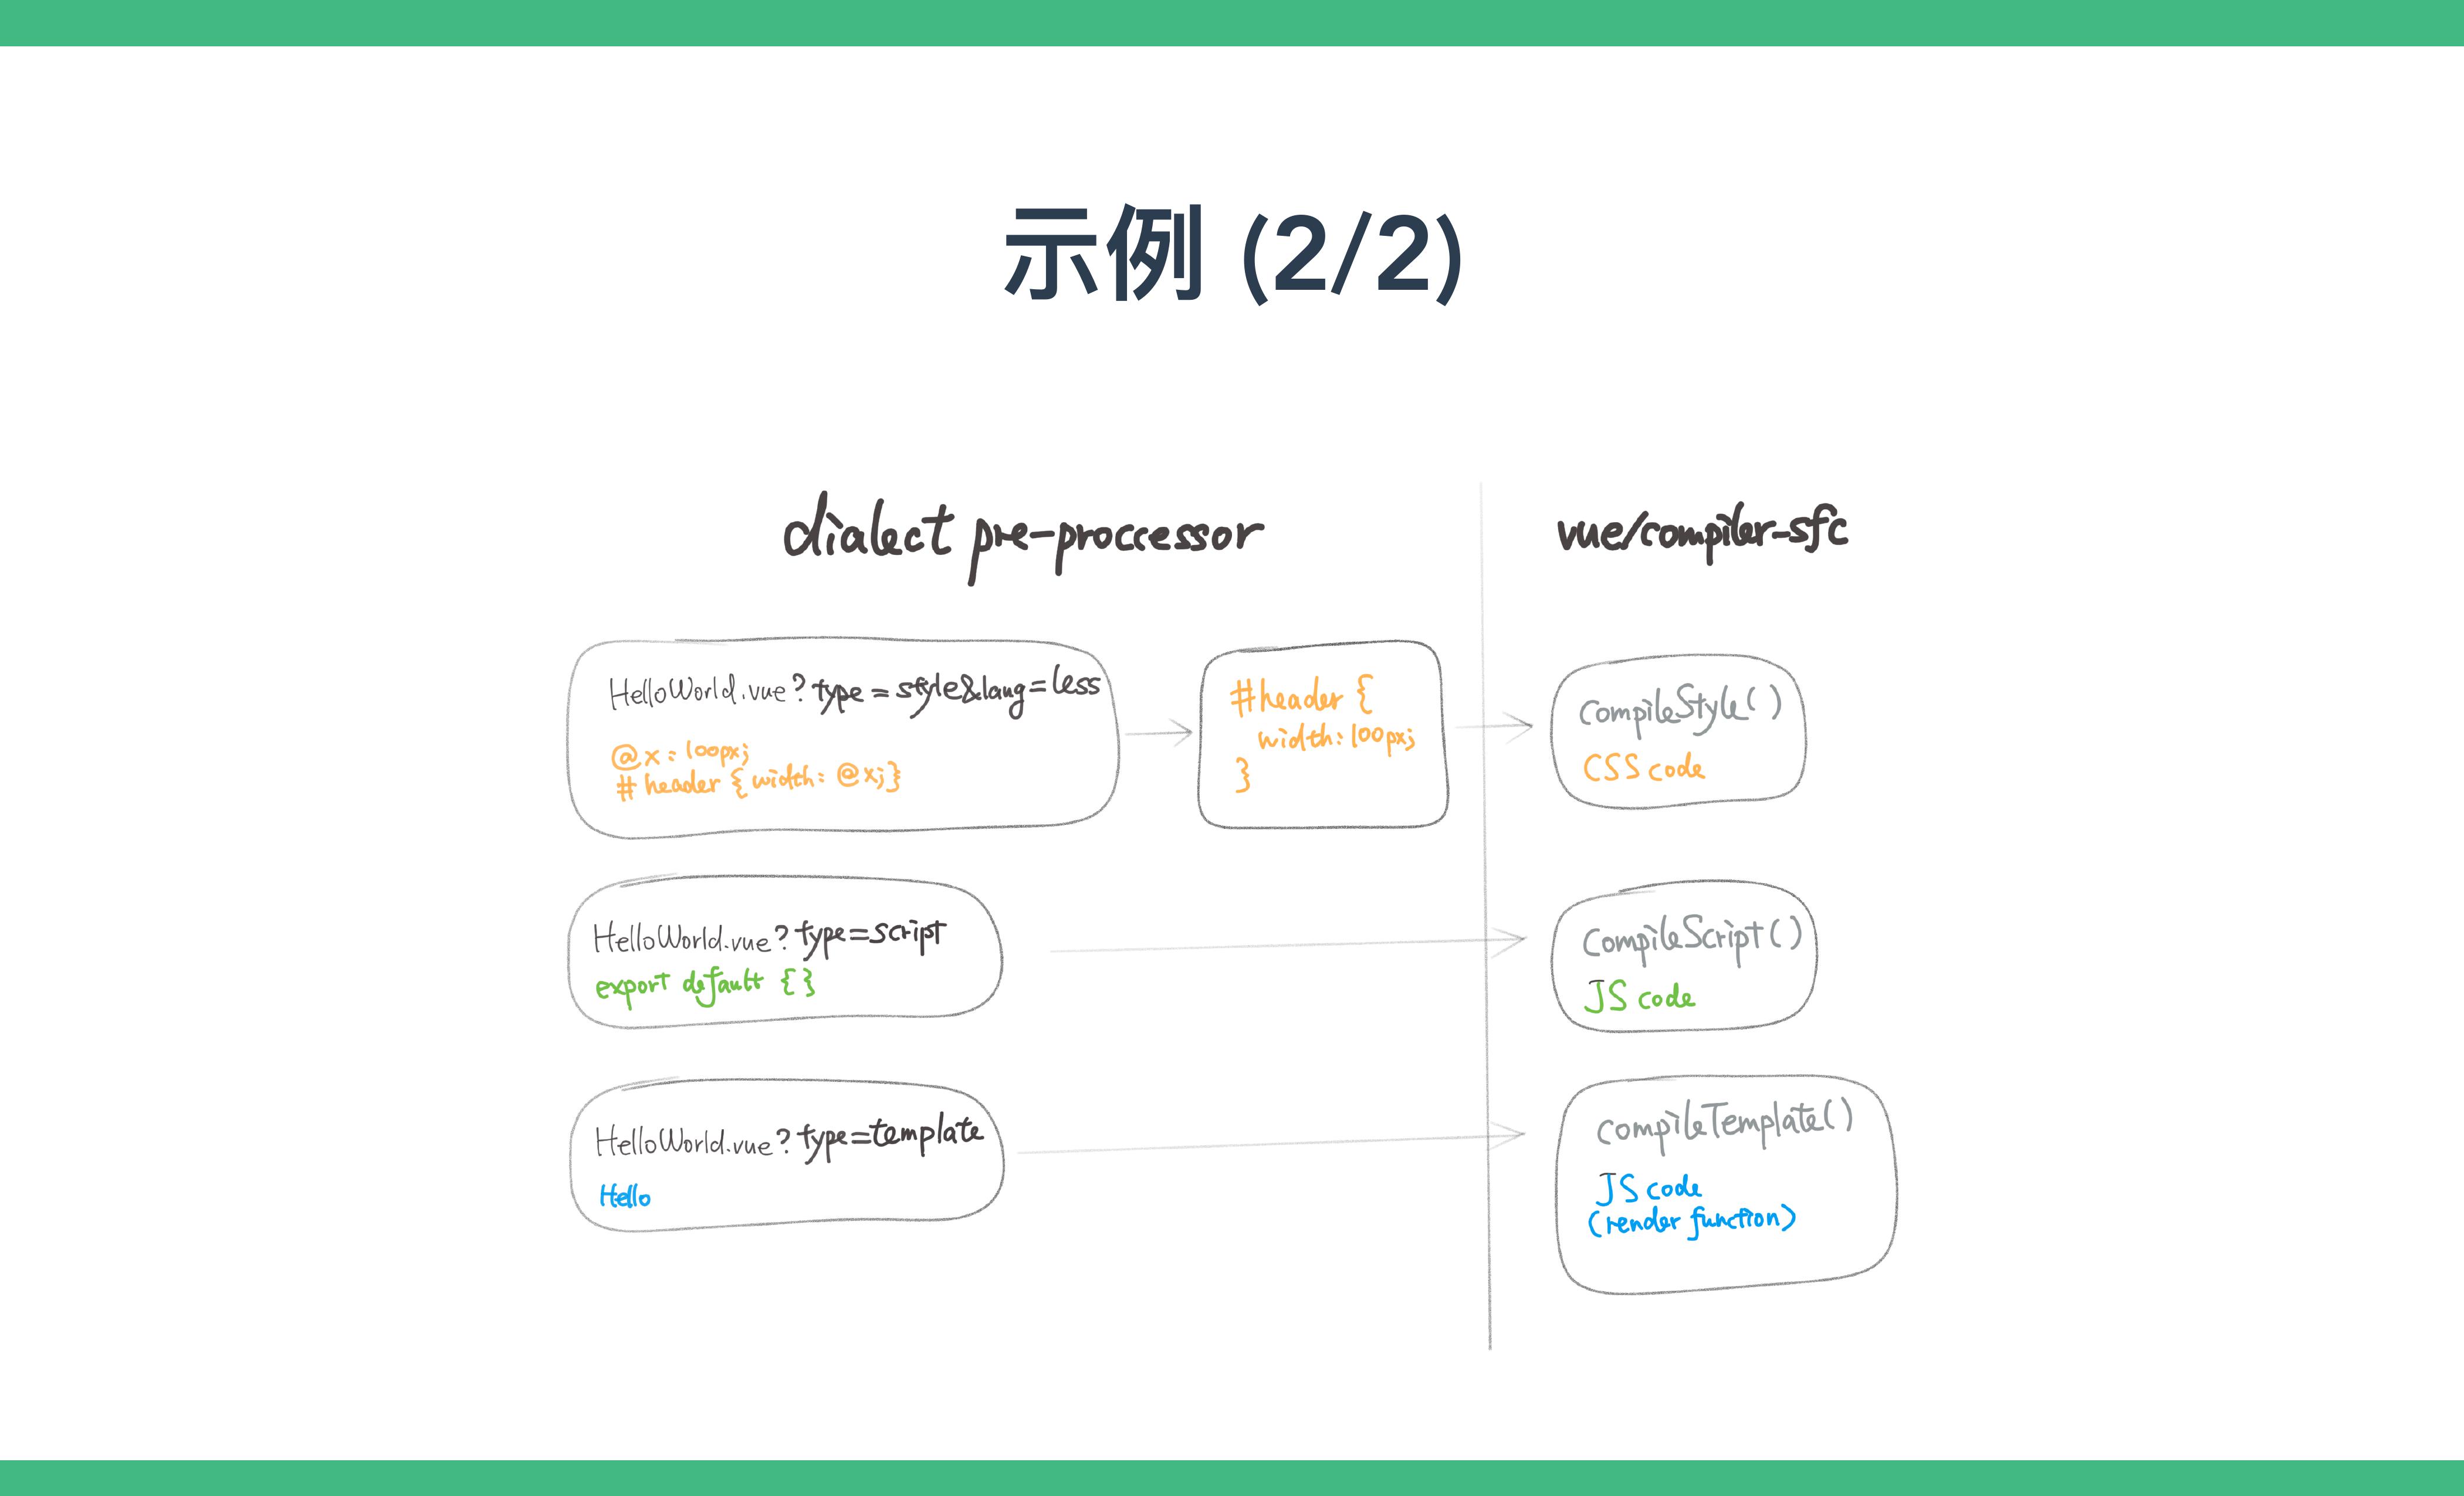 示例 (2/2)
dialect pre-proccessor
vue/compiler-sfc
HelloWorld.vue?type=style&lang=less
@x: 100px;
#header {width: @x;}
#header {
width: 100px;
}
compileStyle()
CSS code
HelloWorld.vue?type=script
export default {}
compileScript()
JS code
HelloWorld.vue?type=template
Hello
compileTemplate()
JS code
(render function)